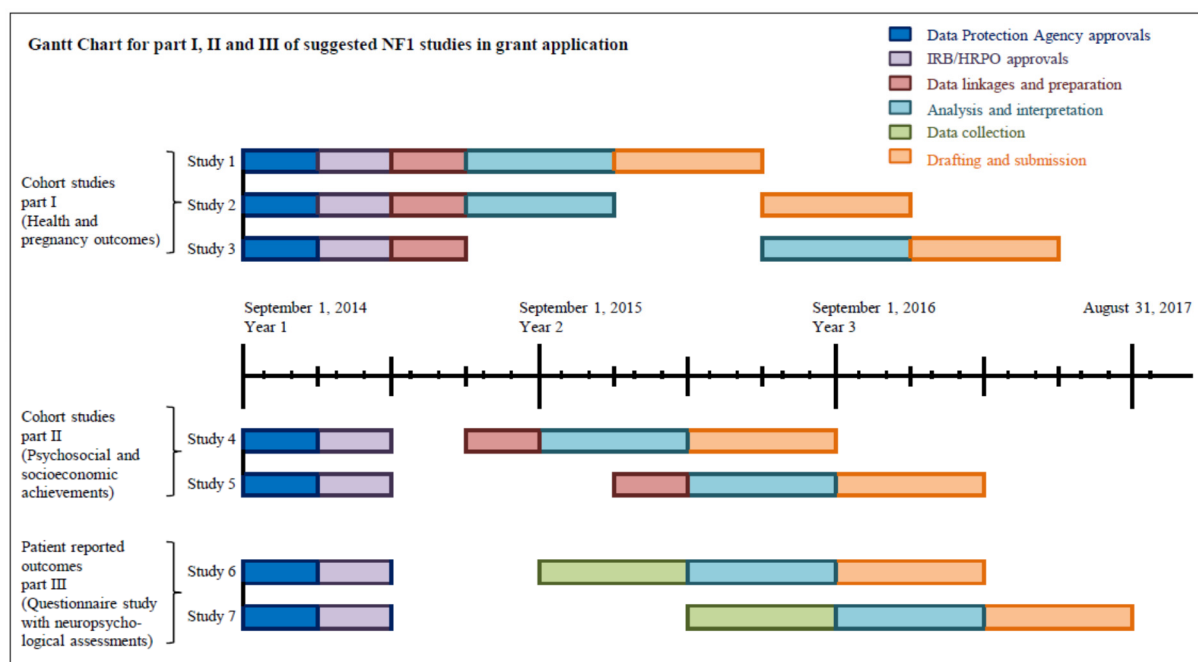 Gantt Chart for part I, II and III of suggested NF1 studies in grant application
Data Protection Agency approvals
IRB/HRPO approvals
Data linkages and preparation
Analysis and interpretation
Data collection
Drafting and submission
Cohort studies
part I
(Health and
pregnancy outcomes)
Study 1
Study 2
Study 3
September 1, 2014
Year 1
September 1, 2015
Year 2
September 1, 2016
Year 3
August 31, 2017
Cohort studies
part II
(Psychosocial and
socioeconomic
achievements)
Study 4
Study 5
Patient reported
outcomes
part III
(Questionnaire study
with neuropsycho-
logical assessments)
Study 6
Study 7